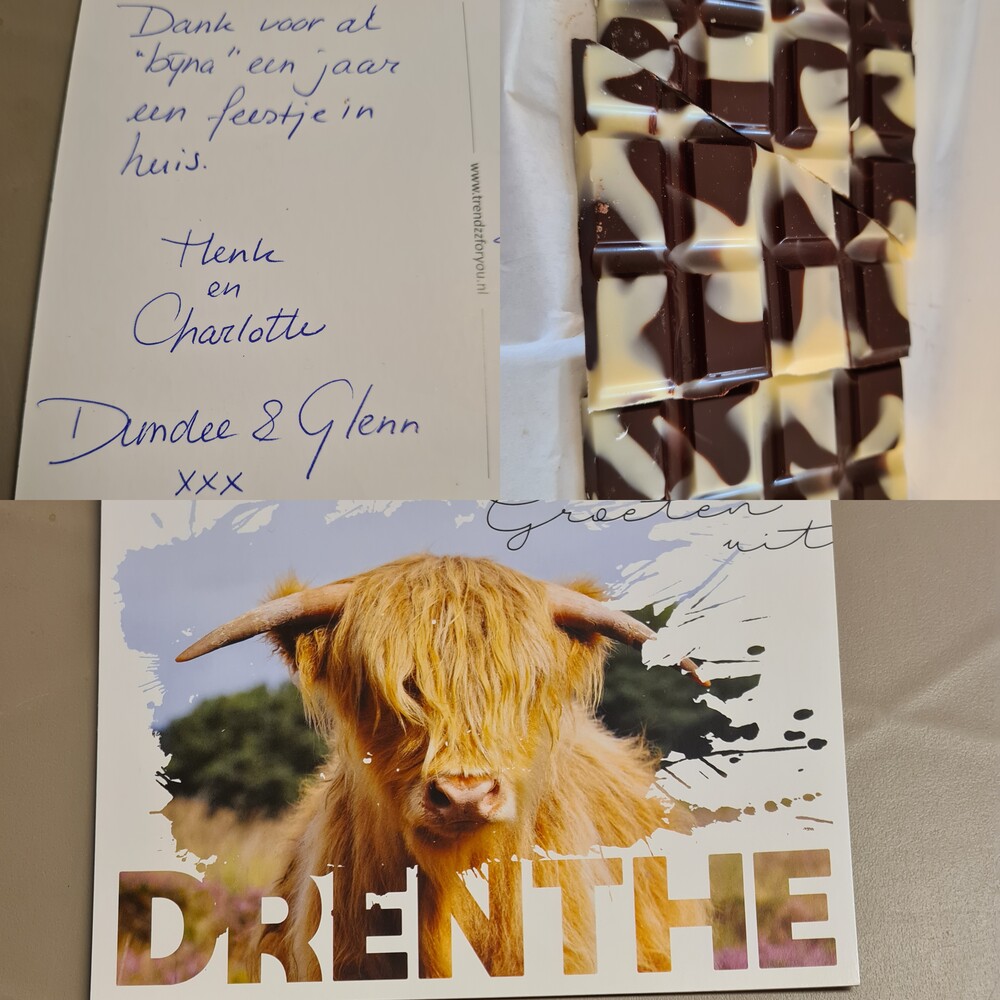 Dank voor al
"bijna" een jaar
een feestje in
huis.
Henk
en
Charlotte
Dundee & Glenn
xxx
www.trendzzforyou.nl
Groeten
uit
DRENTHE